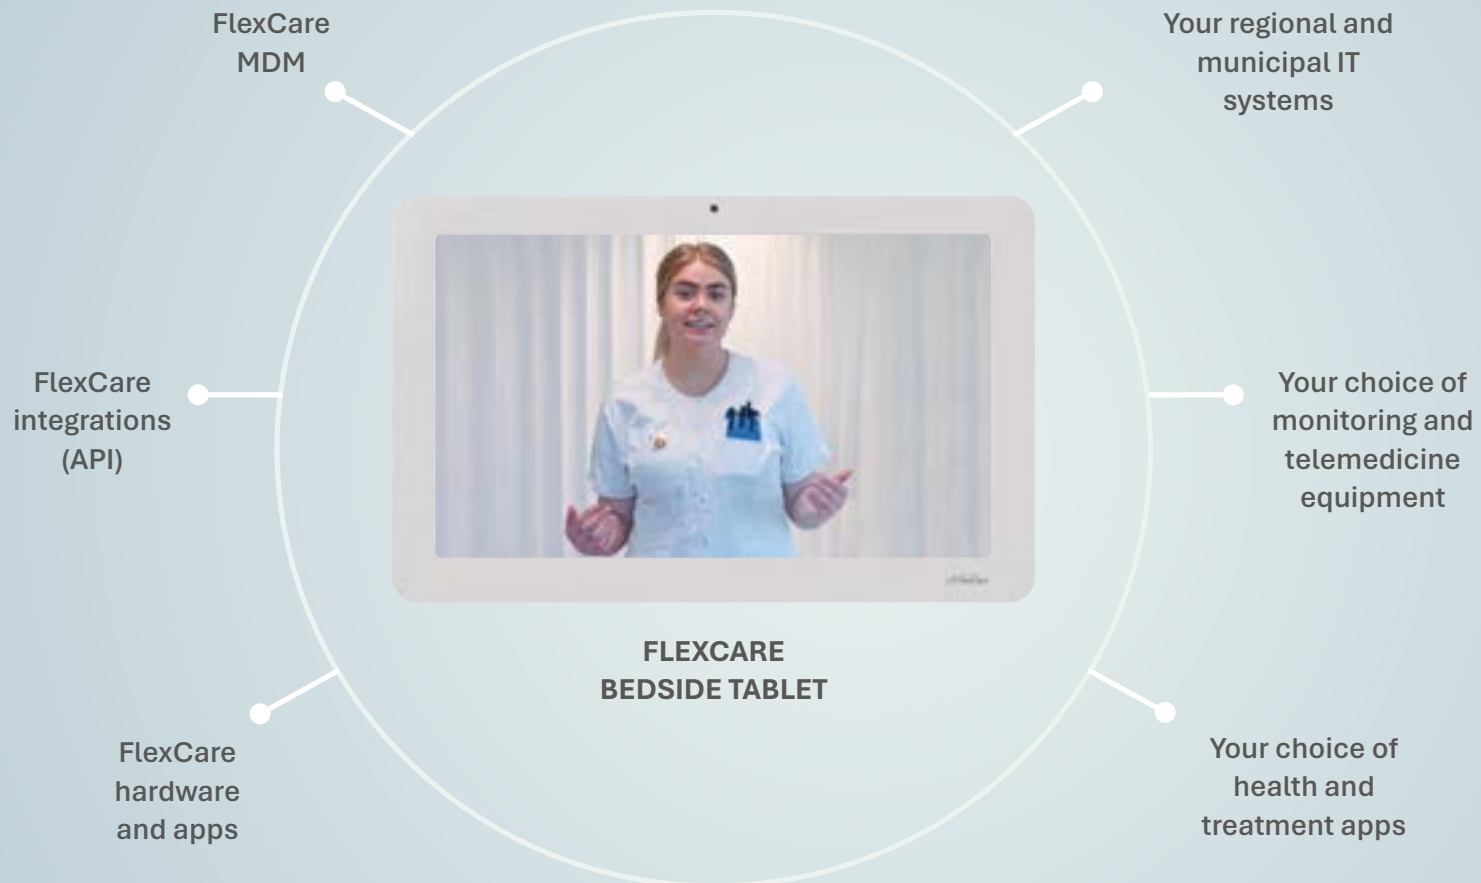 FlexCare
MDM
Your regional and
municipal IT
systems
FlexCare
integrations
(API)
Your choice of
monitoring and
telemedicine
equipment
FLEXCARE
BEDSIDE TABLET
FlexCare
hardware
and apps
Your choice of
health and
treatment apps